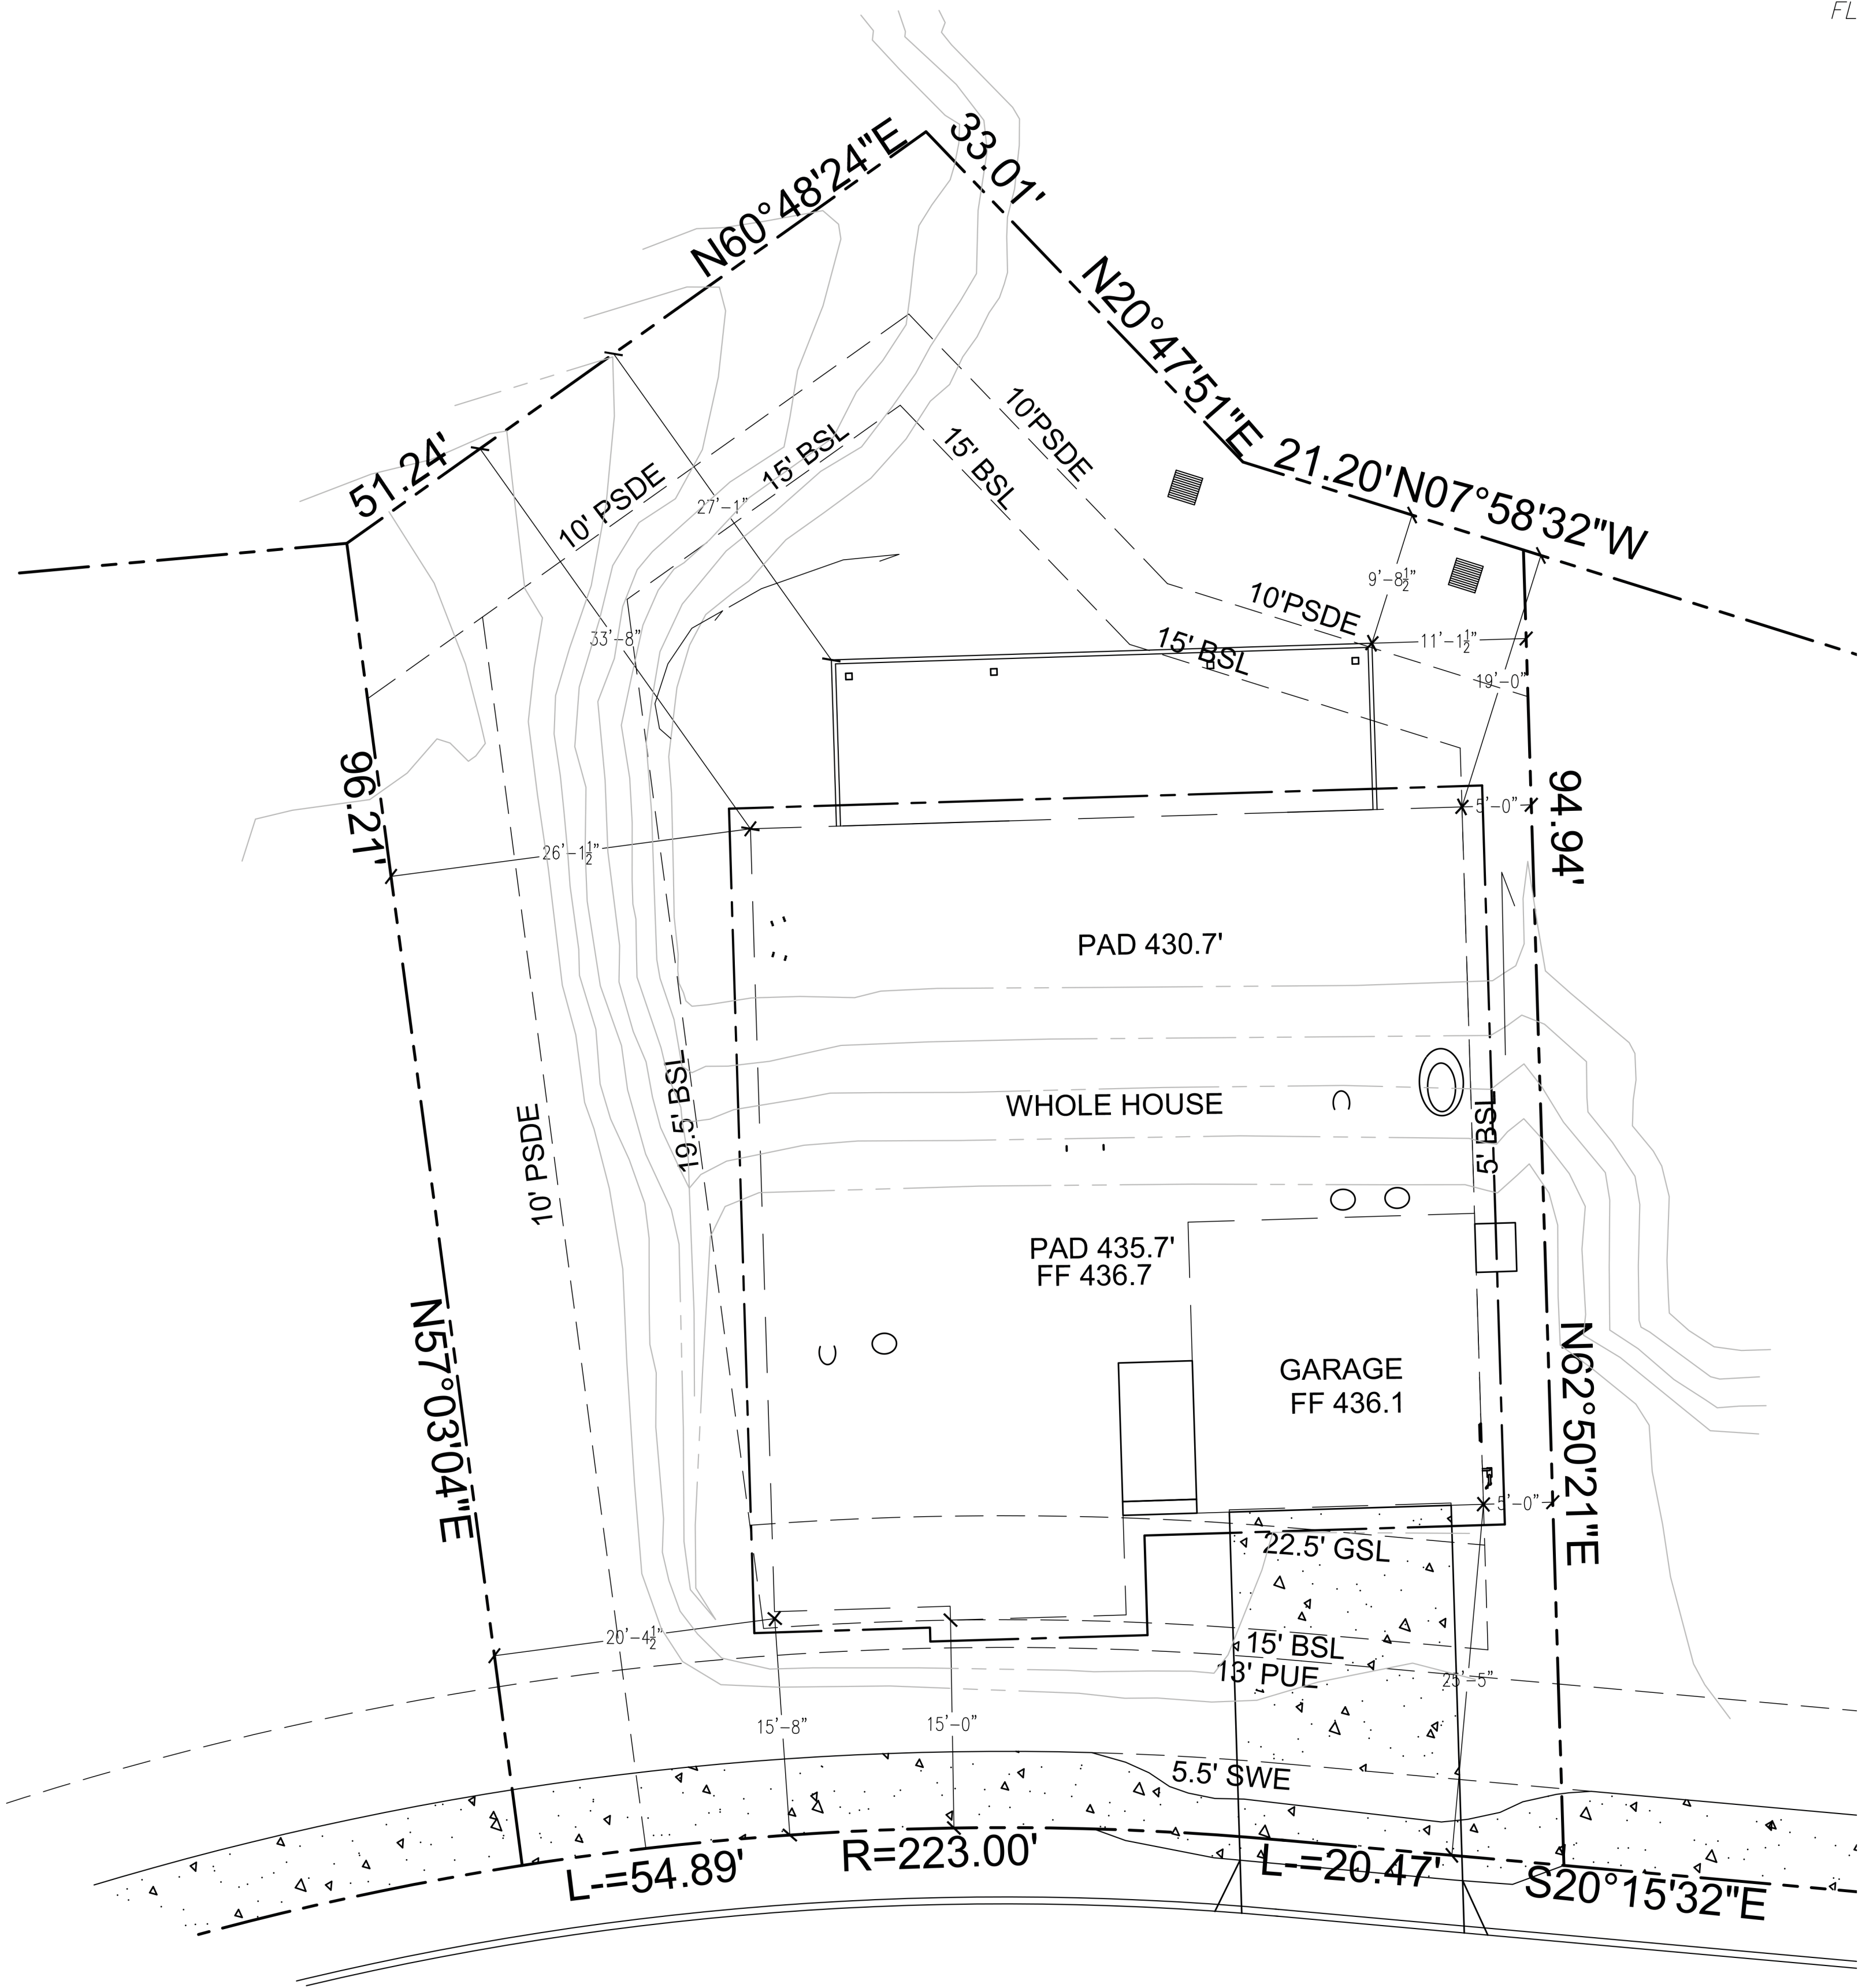 FL
33.01'
N60°48'24"E
N20°47'51"E
21.20'
N07°58'32"W
51.24'
10'PSDE
15' BSL
15' BSL
10' PSDE
27'-1"
9'-8½"
10'PSDE
11'-1½"
33'-8"
15' BSL
19'-0"
96.21'
5'-0"
94.94'
26'-1½"
PAD 430.7'
WHOLE HOUSE
19.5' BSL
5' BSL
10' PSDE
PAD 435.7'
FF 436.7
GARAGE
FF 436.1
N57°03'04"E
N62°50'21"E
5'-0"
22.5' GSL
20'-4½"
15' BSL
13' PUE
25'-5"
15'-8"
15'-0"
5.5' SWE
R=223.00'
L-=54.89'
L-=20.47'
S20°15'32"E